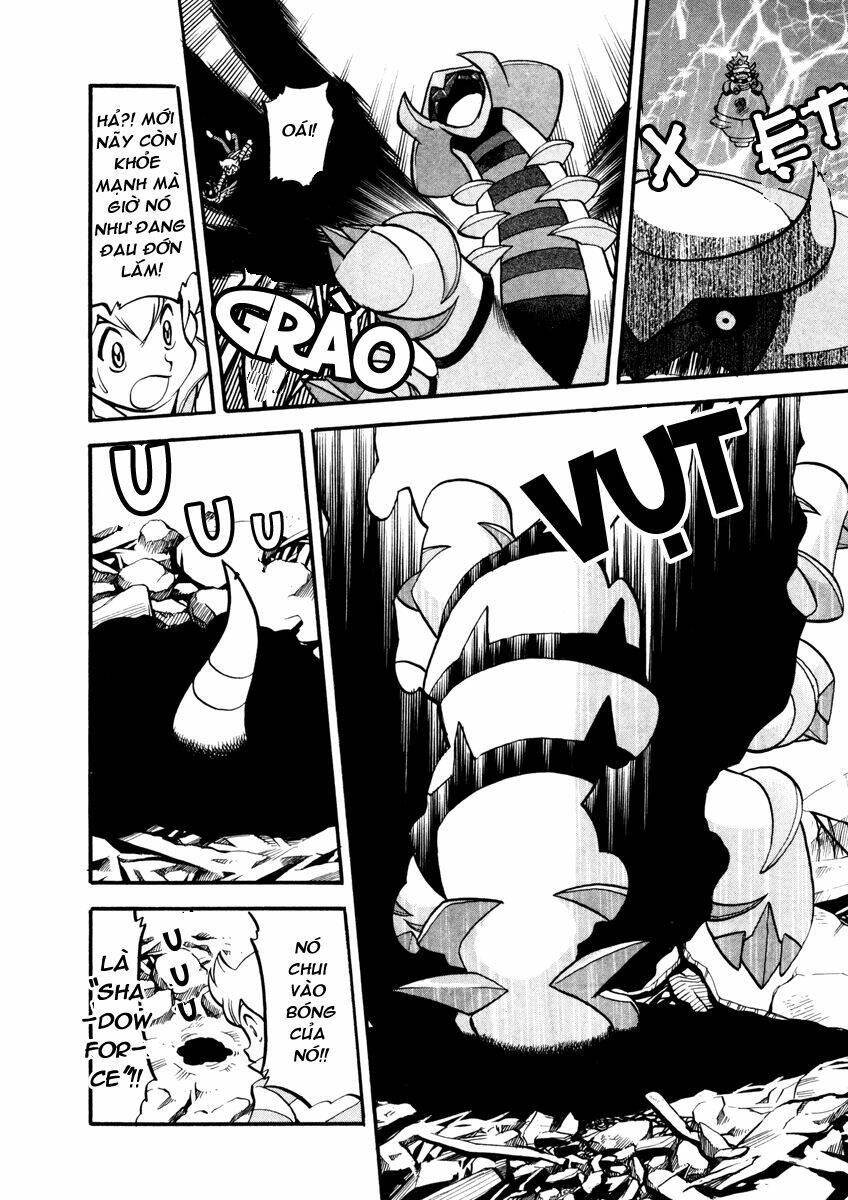 XẸT
OÁI!
GRÀO
HẢ?! MỚI
NÃY CÒN
KHỎE
MẠNH MÀ
GIỜ NÓ
NHƯ ĐANG
ĐAU ĐỚN
LẮM!
VỤT
U
U
U
NÓ
CHUI
VÀO
BÓNG
CỦA
NÓ!!
U
U
U
LÀ
"SHA-
DOW
FOR-
CE"!!